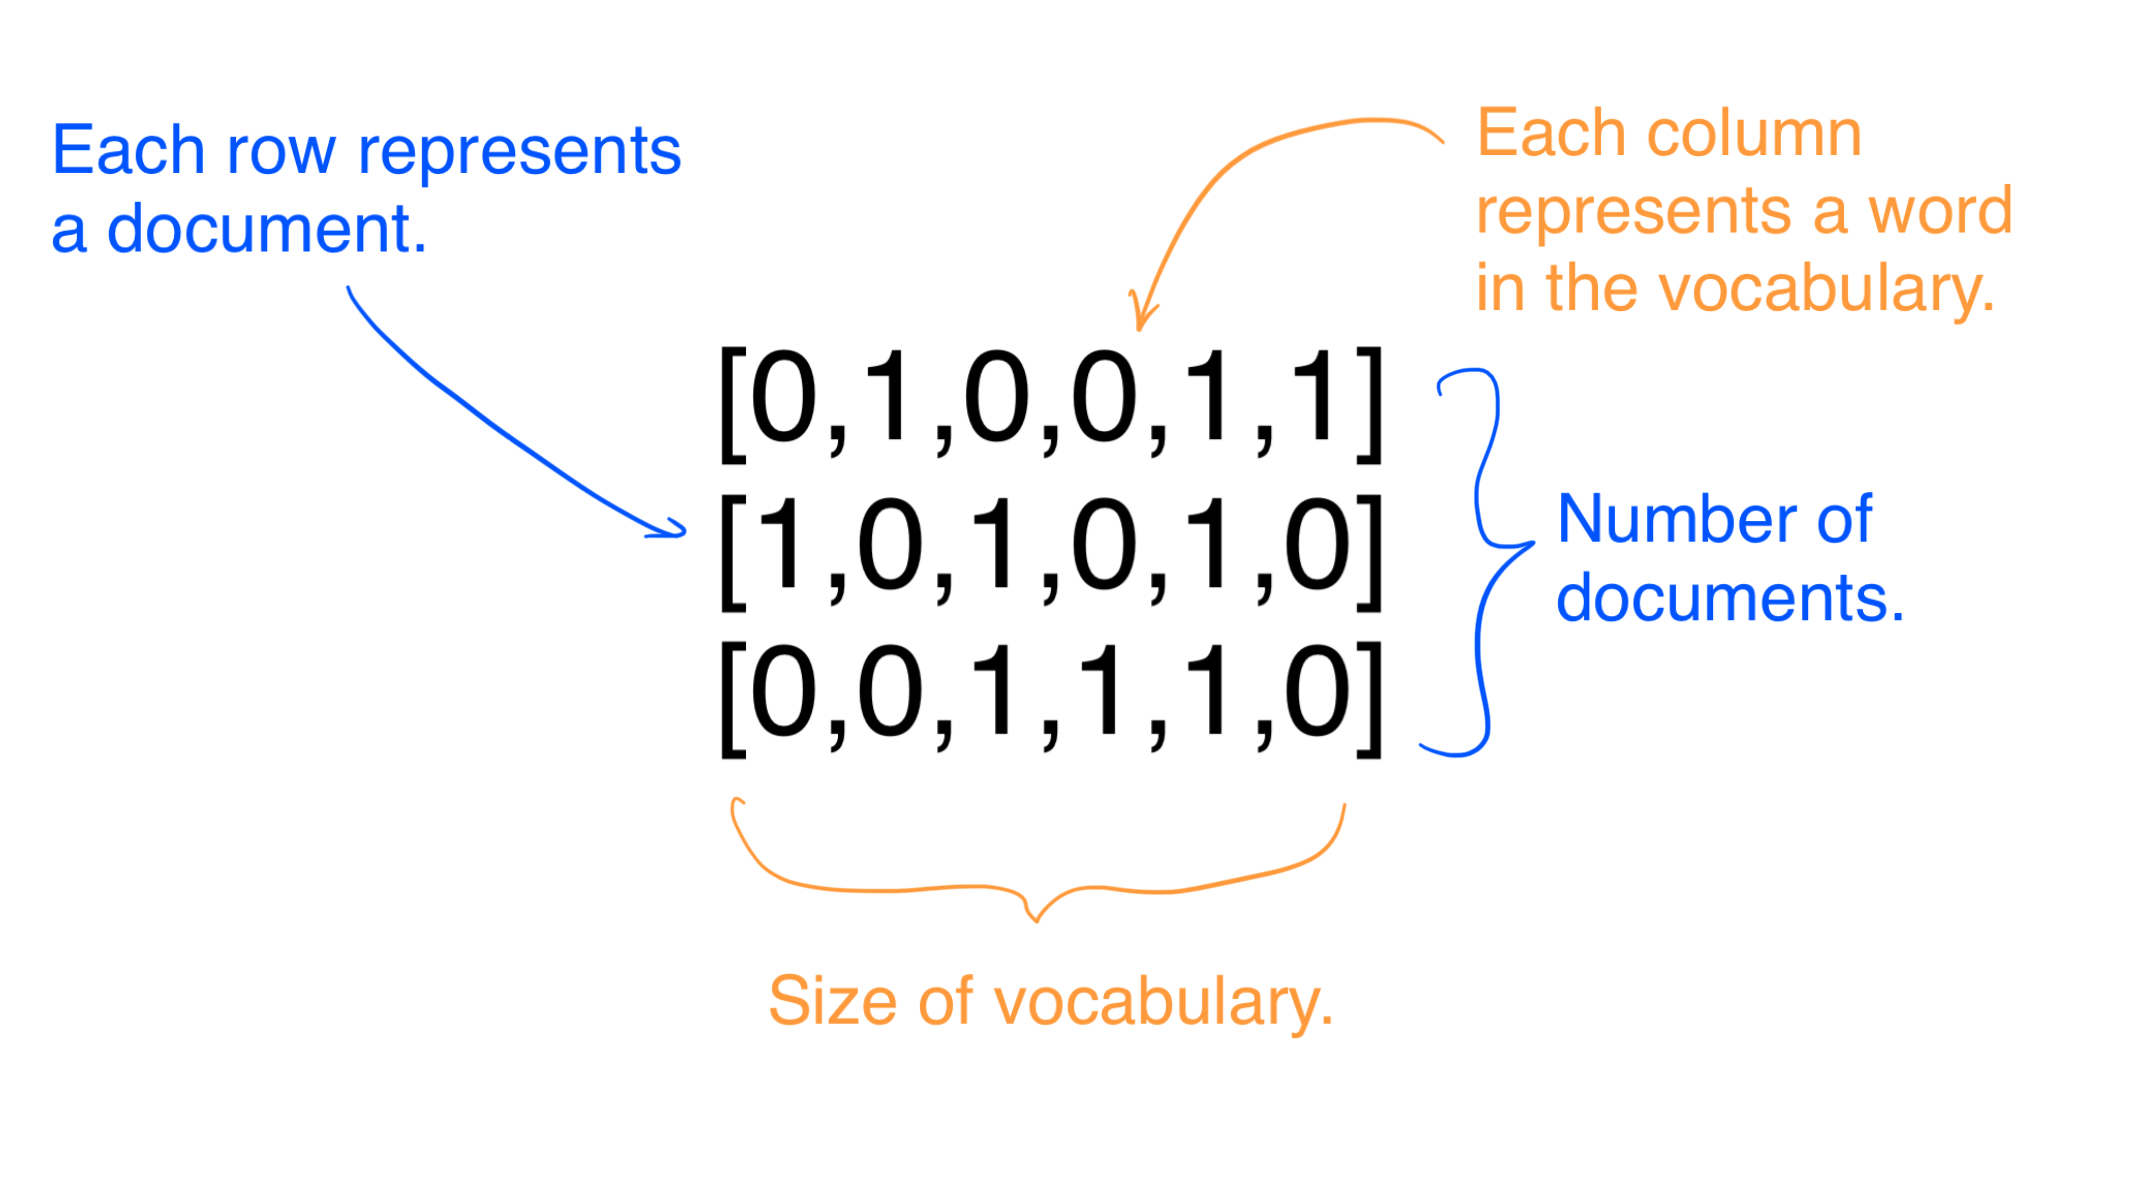 Each row represents
a document.
Each column
represents a word
in the vocabulary.
[0,1,0,0,1,1]
[1,0,1,0,1,0]
[0,0,1,1,1,0]
Number of
documents.
Size of vocabulary.